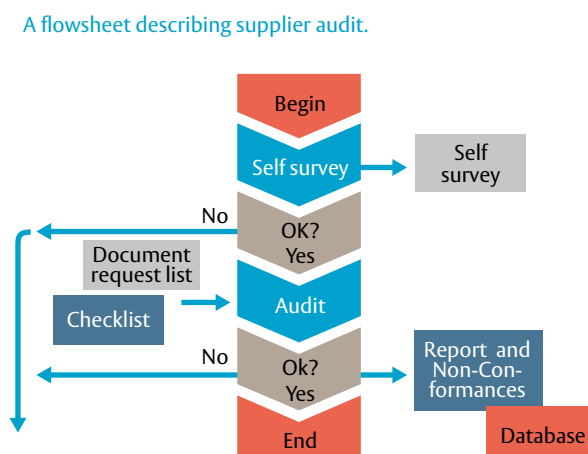 A flowsheet describing supplier audit.
Begin
Self survey
Self
survey
No
OK?
Yes
Document
request list
Checklist
Audit
No
Ok?
Yes
Report and
Non-Con-
formances
End
Database